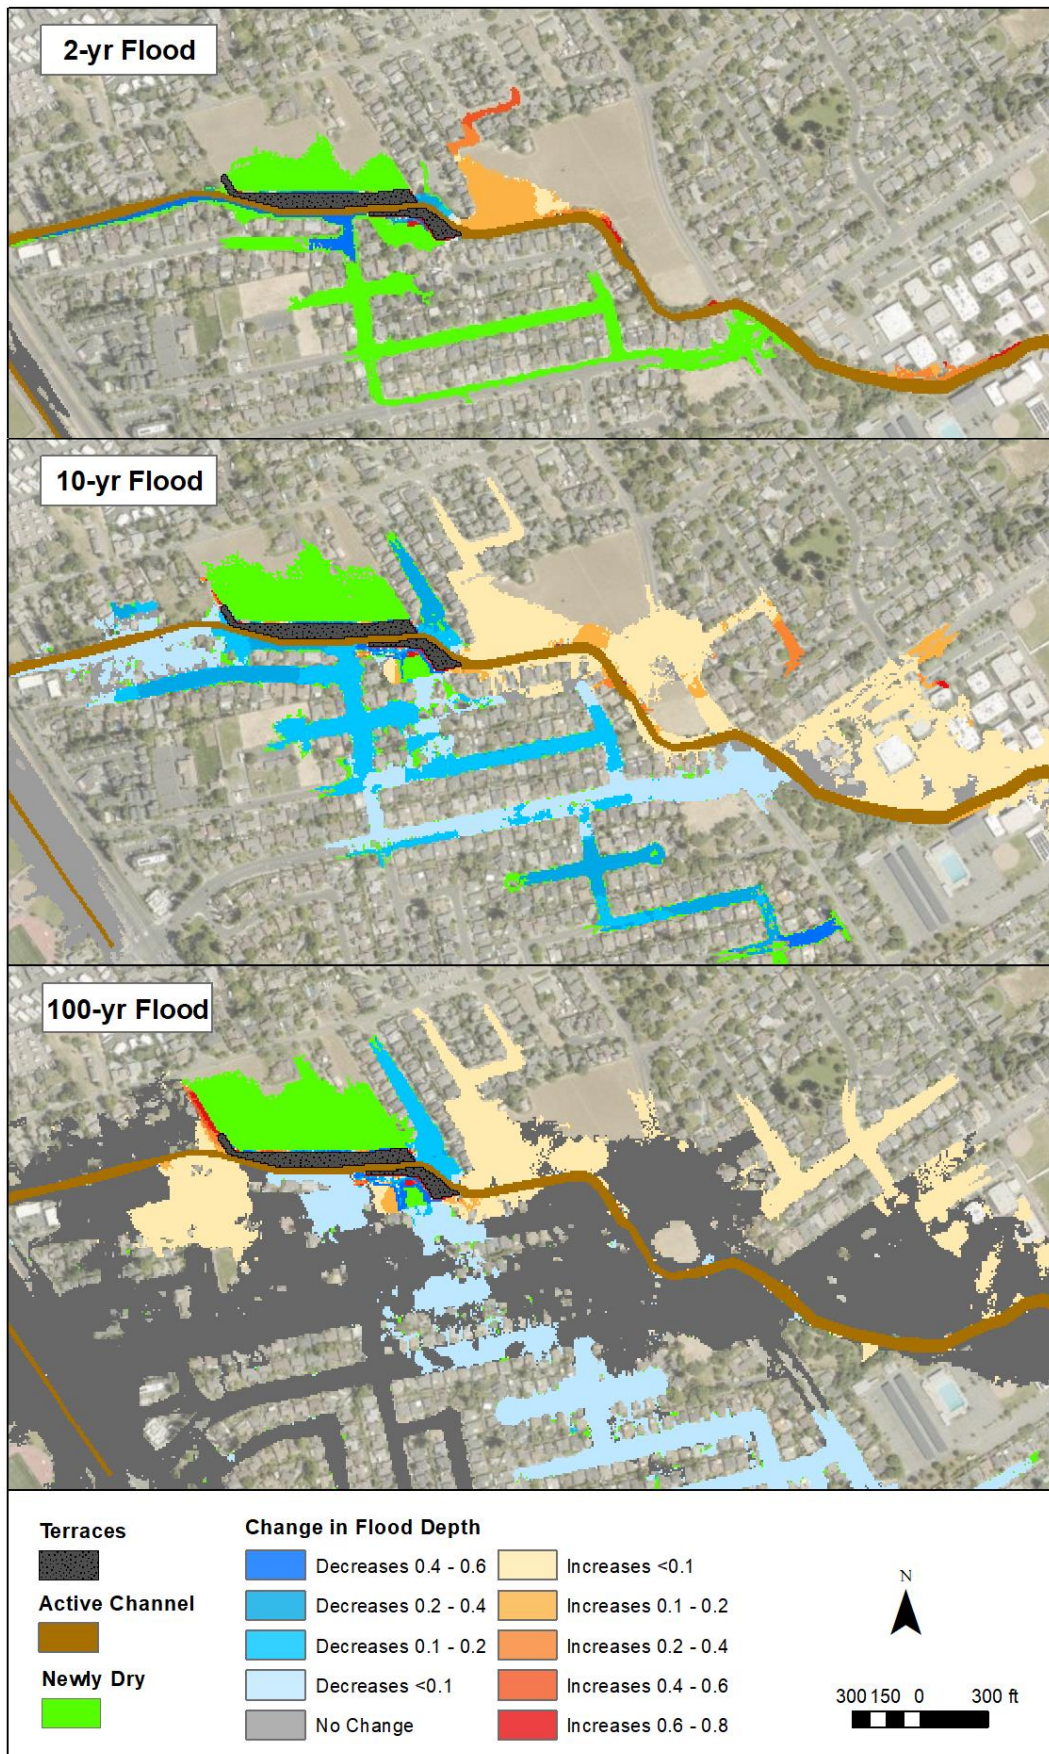 2-yr Flood
10-yr Flood
100-yr Flood
Terraces
Active Channel
Newly Dry
Change in Flood Depth
Decreases 0.4 - 0.6
Decreases 0.2 - 0.4
Decreases 0.1 - 0.2
Decreases <0.1
No Change
Increases <0.1
Increases 0.1 - 0.2
Increases 0.2 - 0.4
Increases 0.4 - 0.6
Increases 0.6 - 0.8
N
300 150 0 300 ft